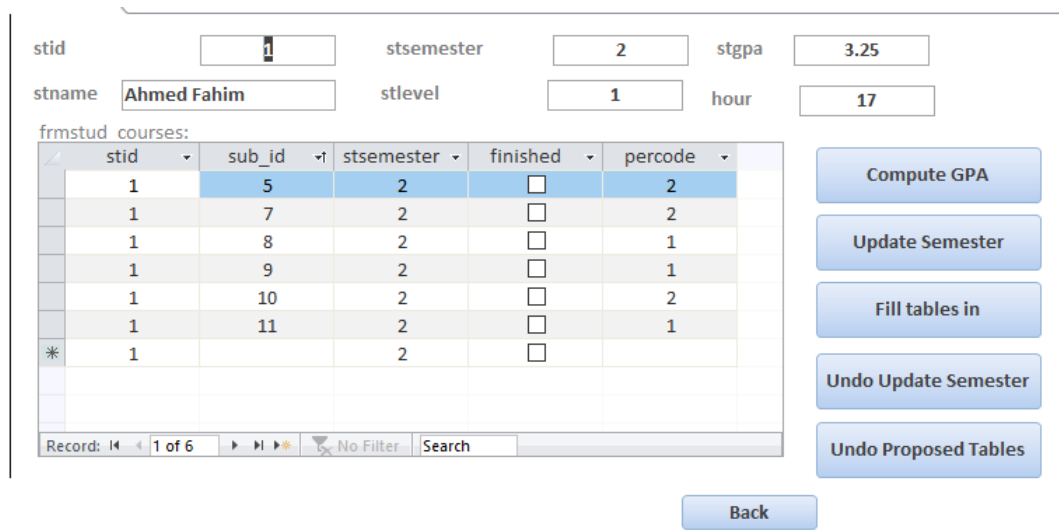 stid 1 stsemester 2 stgpa 3.25
stname Ahmed Fahim stlevel 1 hour 17
frmstud_courses:
stid sub_id stsemester finished percode
1 5 2 2
1 7 2 2
1 8 2 1
1 9 2 1
1 10 2 2
1 11 2 1
* 1 2
Record: 1 of 6 No Filter Search
Compute GPA
Update Semester
Fill tables in
Undo Update Semester
Undo Proposed Tables
Back